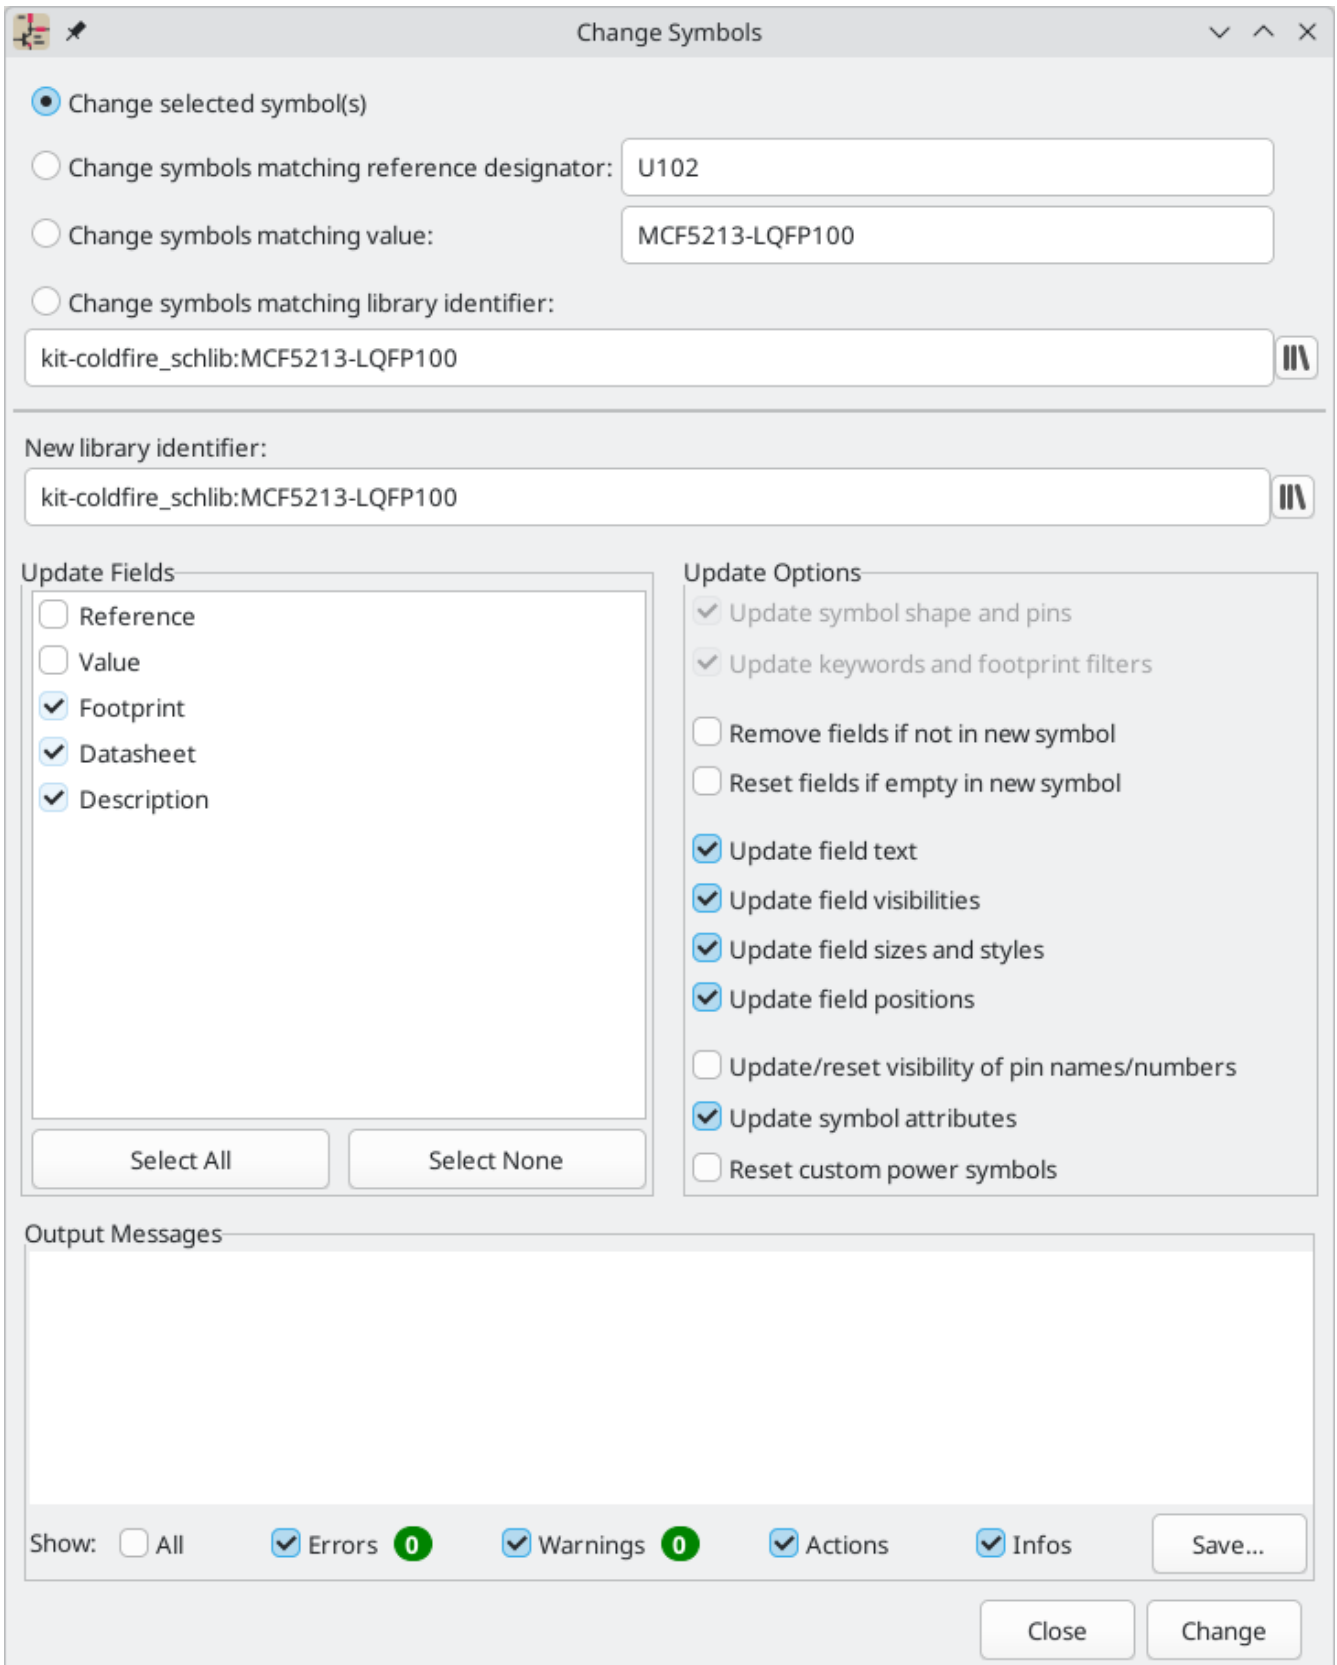 Change Symbols
Change selected symbol(s)
Change symbols matching reference designator: U102
Change symbols matching value: MCF5213-LQFP100
Change symbols matching library identifier:
kit-coldfire_schlib:MCF5213-LQFP100
New library identifier:
kit-coldfire_schlib:MCF5213-LQFP100
Update Fields
Reference
Value
Footprint
Datasheet
Description
Select All Select None
Update Options
Update symbol shape and pins
Update keywords and footprint filters
Remove fields if not in new symbol
Reset fields if empty in new symbol
Update field text
Update field visibilities
Update field sizes and styles
Update field positions
Update/reset visibility of pin names/numbers
Update symbol attributes
Reset custom power symbols
Output Messages
Show: All Errors 0 Warnings 0 Actions Infos Save...
Close Change